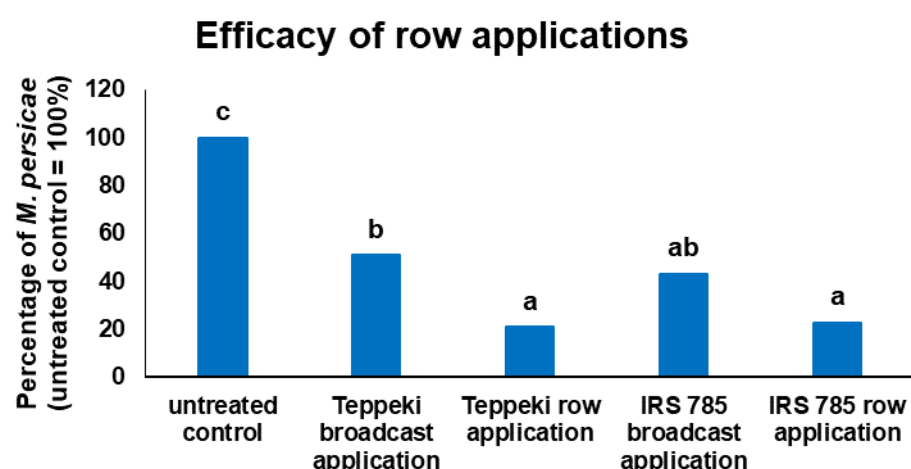 Efficacy of row applications
Percentage of M. persicae
(untreated control = 100%)
120
100
80
60
40
20
0
c
b
a
ab
a
untreated
control
Teppeki
broadcast
application
Teppeki row
application
IRS 785
broadcast
application
IRS 785 row
application